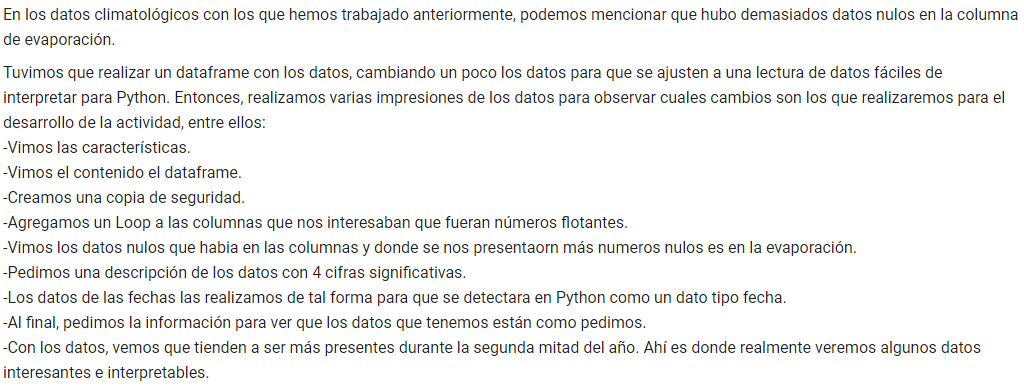 En los datos climatológicos con los que hemos trabajado anteriormente, podemos mencionar que hubo demasiados datos nulos en la columna
de evaporación.
Tuvimos que realizar un dataframe con los datos, cambiando un poco los datos para que se ajusten a una lectura de datos fáciles de
interpretar para Python. Entonces, realizamos varias impresiones de los datos para observar cuales cambios son los que realizaremos para el
desarrollo de la actividad, entre ellos:
-Vimos las características.
-Vimos el contenido el dataframe.
-Creamos una copia de seguridad.
-Agregamos un Loop a las columnas que nos interesaban que fueran números flotantes.
-Vimos los datos nulos que habia en las columnas y donde se nos presentaorn más numeros nulos es en la evaporación.
-Pedimos una descripción de los datos con 4 cifras significativas.
-Los datos de las fechas las realizamos de tal forma para que se detectara en Python como un dato tipo fecha.
-Al final, pedimos la información para ver que los datos que tenemos están como pedimos.
-Con los datos, vemos que tienden a ser más presentes durante la segunda mitad del año. Ahí es donde realmente veremos algunos datos
interesantes e interpretables.